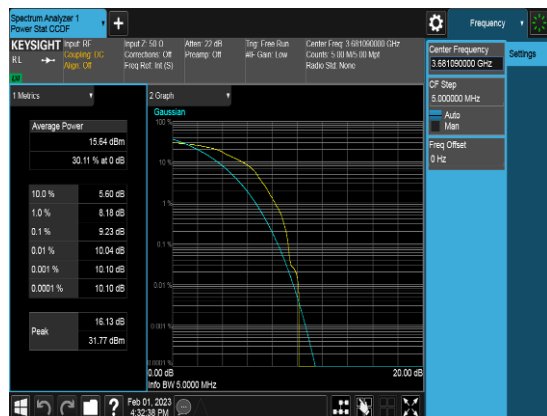 Spectrum Analyzer 1
Power Stat CCDF
KEYSIGHT
RL
Input: RF
Coupling: DC
Align: Off
Input Z: 50 Ω
Corrections: Off
Freq Ref: Int (S)
Atten: 22 dB
Preamp: Off
Trig: Free Run
#IF Gain: Low
Center Freq: 3.681090000 GHz
Counts: 5.00 M/5.00 Mpt
Radio Std: None
1 Metrics
Average Power
15.64 dBm
30.11 % at 0 dB
10.0 % 5.60 dB
1.0 % 8.18 dB
0.1 % 9.23 dB
0.01 % 10.04 dB
0.001 % 10.10 dB
0.0001 % 10.10 dB
Peak
16.13 dB
31.77 dBm
2 Graph
Gaussian
100 %
10 %
1 %
0.1 %
0.01 %
0.001 %
0.0001 %
0.00 dB
20.00 dB
Info BW 5.0000 MHz
Frequency
Settings
Center Frequency
3.681090000 GHz
CF Step
5.000000 MHz
Auto
Man
Freq Offset
0 Hz
?
Feb 01, 2023
4:32:38 PM